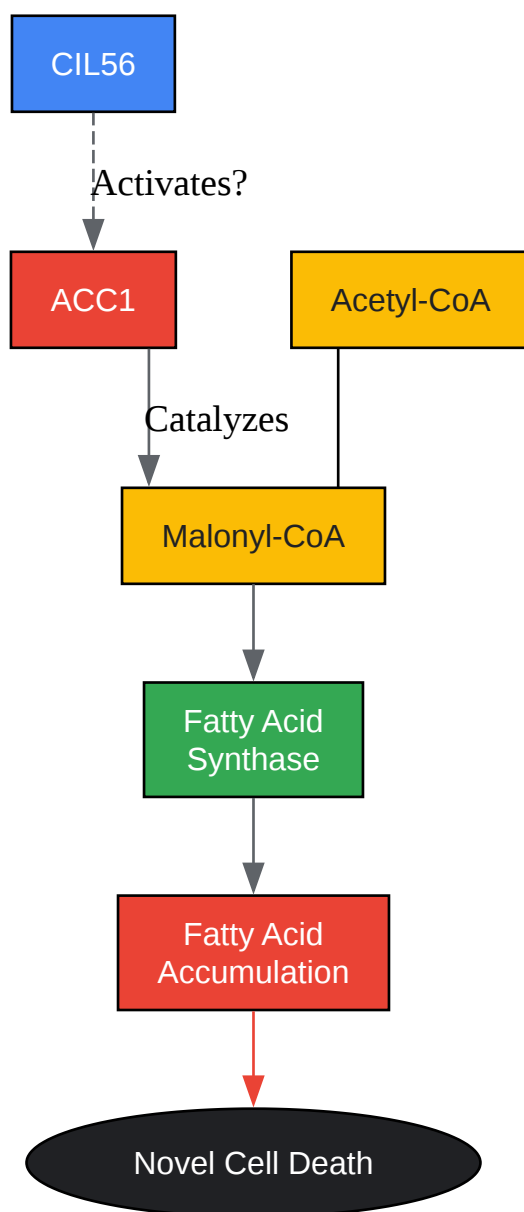 CIL56
Activates?
ACC1
Acetyl-CoA
Catalyzes
Malonyl-CoA
Fatty Acid
Synthase
Fatty Acid
Accumulation
Novel Cell Death